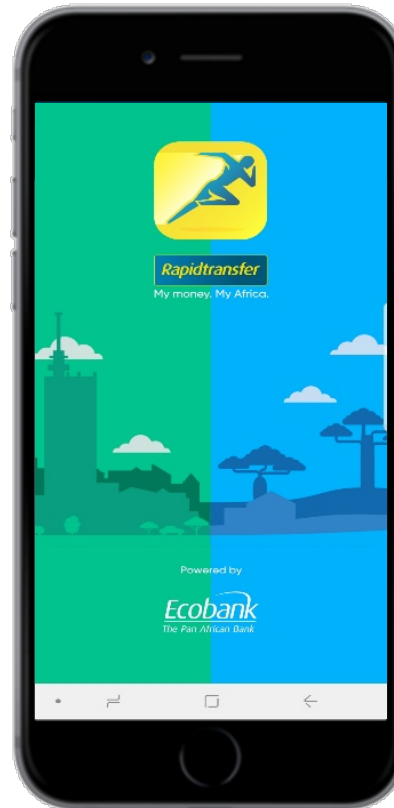 Rapidtransfer
My money. My Africa.
Powered by
Ecobank
The Pan African Bank